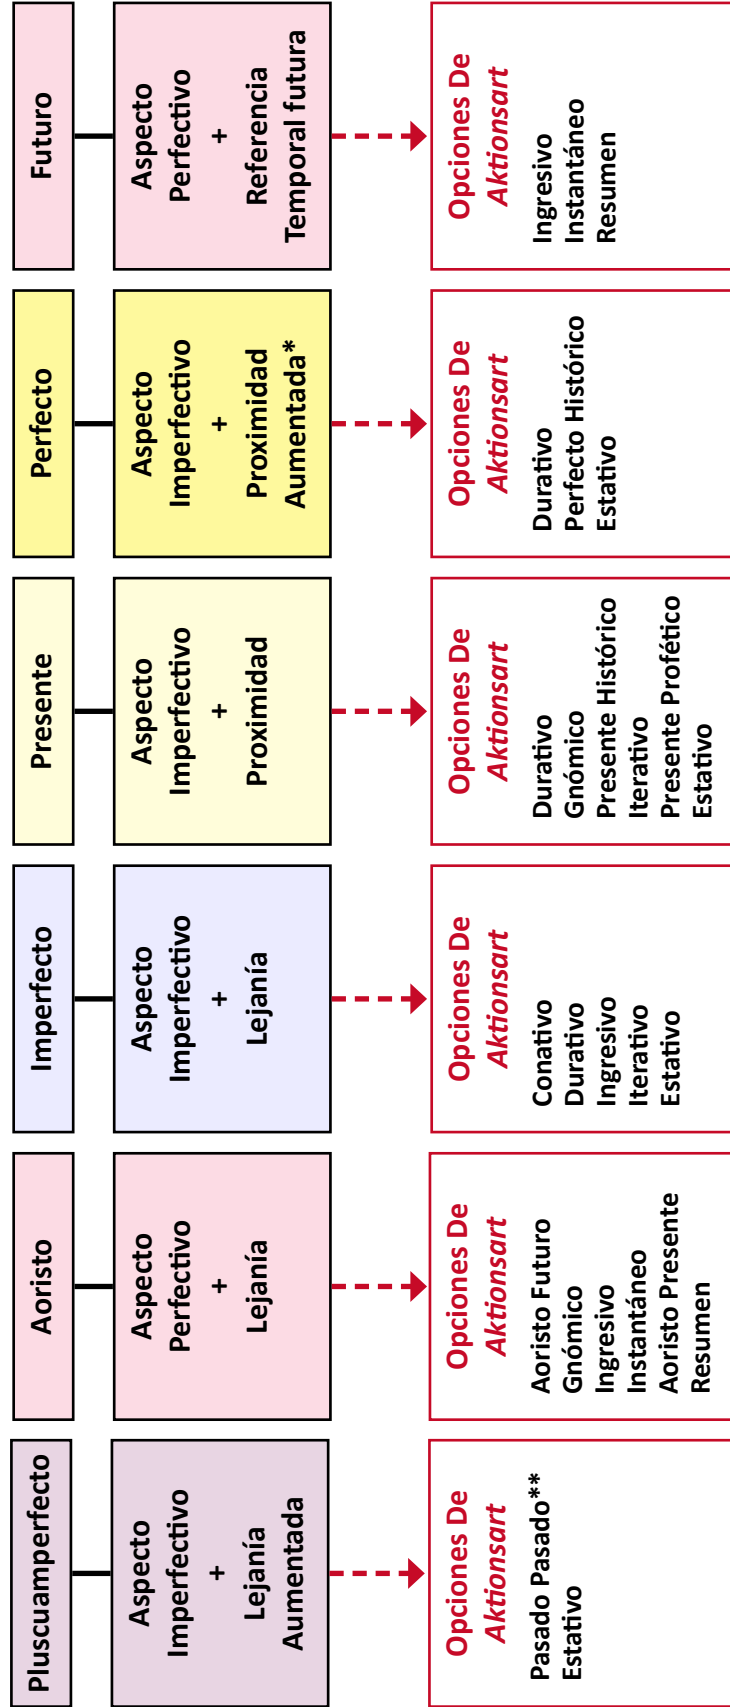 Pluscuamperfecto
Aspecto
Imperfectivo
+
Lejanía
Aumentada
Opciones De
Aktionsart
Pasado Pasado**
Estativo
Aoristo
Aspecto
Perfectivo
+
Lejanía
Opciones De
Aktionsart
Aoristo Futuro
Gnómico
Ingresivo
Instantáneo
Aoristo Presente
Resumen
Imperfecto
Aspecto
Imperfectivo
+
Lejanía
Opciones De
Aktionsart
Conativo
Durativo
Ingresivo
Iterativo
Estativo
Presente
Aspecto
Imperfectivo
+
Proximidad
Opciones De
Aktionsart
Durativo
Gnómico
Presente Histórico
Iterativo
Presente Profético
Estativo
Perfecto
Aspecto
Imperfectivo
+
Proximidad
Aumentada*
Opciones De
Aktionsart
Durativo
Perfecto Histórico
Estativo
Futuro
Aspecto
Perfectivo
+
Referencia
Temporal futura
Opciones De
Aktionsart
Ingresivo
Instantáneo
Resumen